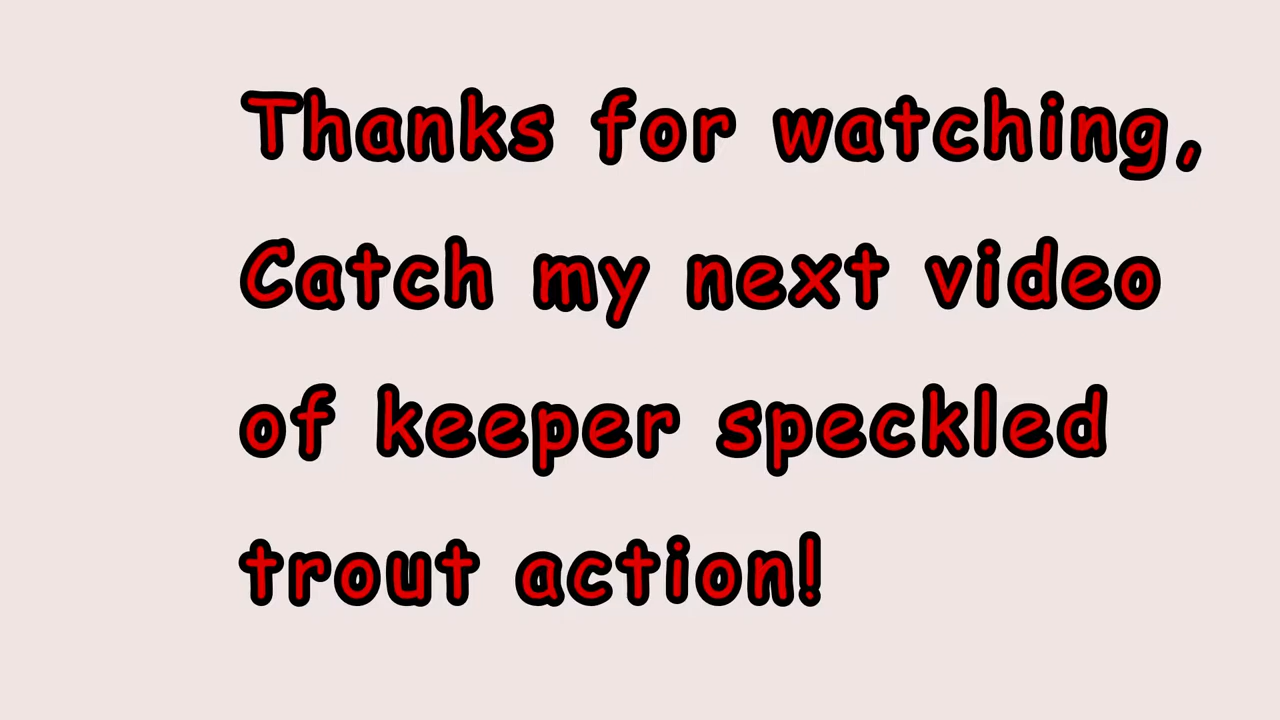 Thanks for watching,
Catch my next video
of keeper speckled
trout action!